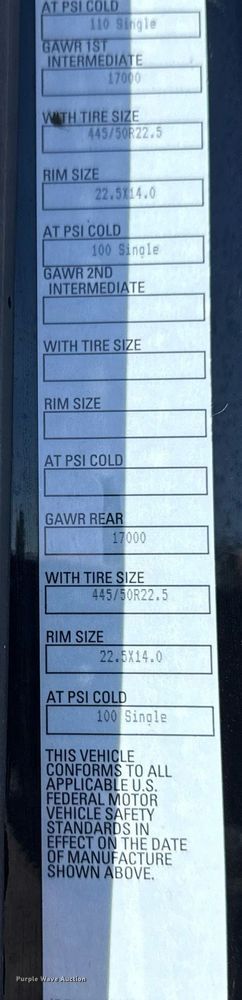 AT PSI COLD
110 Single
GAWR 1ST
INTERMEDIATE
17000
WITH TIRE SIZE
445/50R22.5
RIM SIZE
22.5X14.0
AT PSI COLD
100 Single
GAWR 2ND
INTERMEDIATE
WITH TIRE SIZE
RIM SIZE
AT PSI COLD
GAWR REAR
17000
WITH TIRE SIZE
445/50R22.5
RIM SIZE
22.5X14.0
AT PSI COLD
100 Single
THIS VEHICLE
CONFORMS TO ALL
APPLICABLE U.S.
FEDERAL MOTOR
VEHICLE SAFETY
STANDARDS IN
EFFECT ON THE DATE
OF MANUFACTURE
SHOWN ABOVE.
Purple Wave Auction